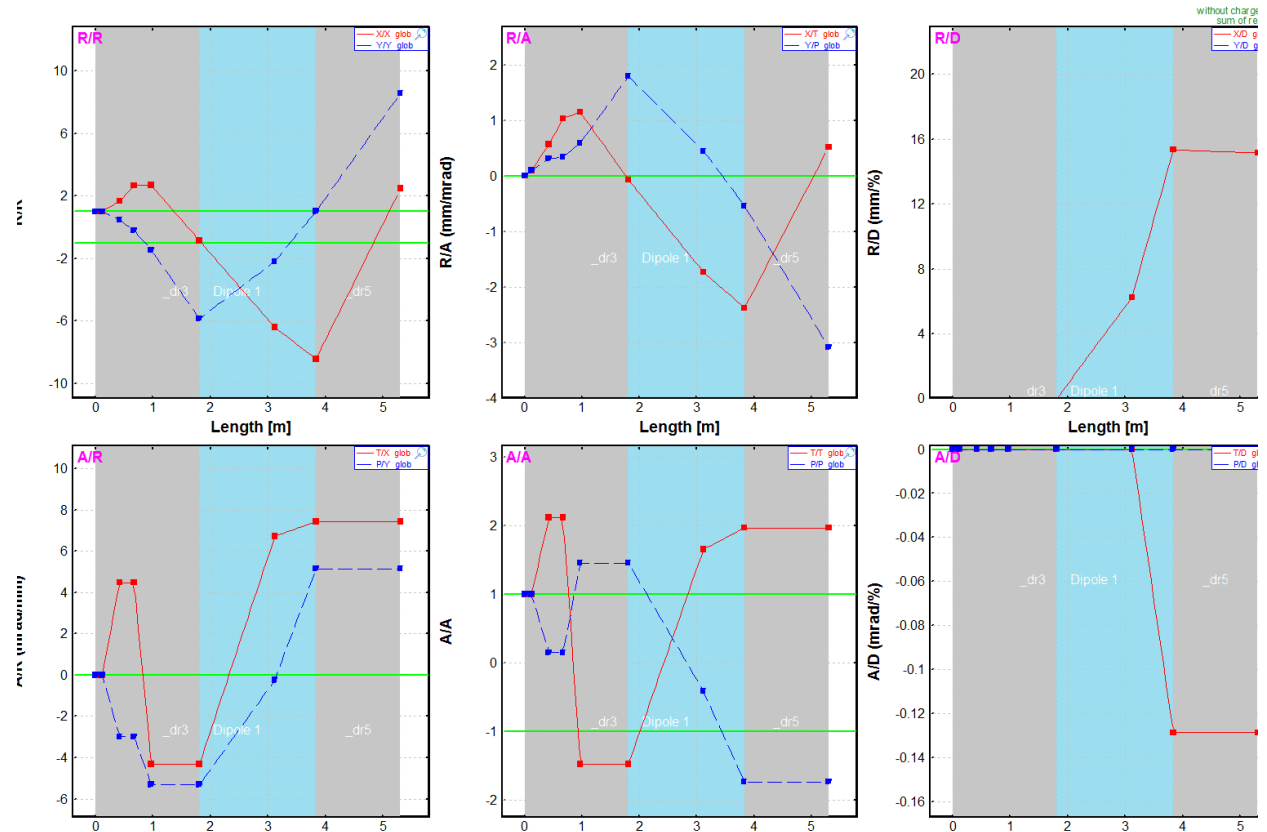 without charge
sum of re
R/R
X/X glob
Y/Y glob
10
6
2
-2
-6
-10
_dr3
Dipole 1
_dr5
0 1 2 3 4 5
Length [m]
R/A
X/T glob
Y/P glob
R/A (mm/mrad)
2
1
0
-1
-2
-3
-4
_dr3
Dipole 1
_dr5
0 1 2 3 4 5
Length [m]
R/D
X/D g
Y/D g
R/D (mm/%)
20
16
12
8
4
0
dr3
Dipole 1
dr5
0 1 2 3 4 5
Length [m]
A/R
T/X glob
P/Y glob
10
8
6
4
2
0
-2
-4
-6
_dr3
Dipole 1
_dr5
0 1 2 3 4 5
A/A
T/T glob
P/P glob
A/A
3
2
1
0
-1
-2
_dr3
Dipole 1
_dr5
0 1 2 3 4 5
A/D
T/D gl
P/D gl
A/D (mrad/%)
0
-0.02
-0.04
-0.06
-0.08
-0.1
-0.12
-0.14
-0.16
_dr3
Dipole 1
_dr5
0 1 2 3 4 5